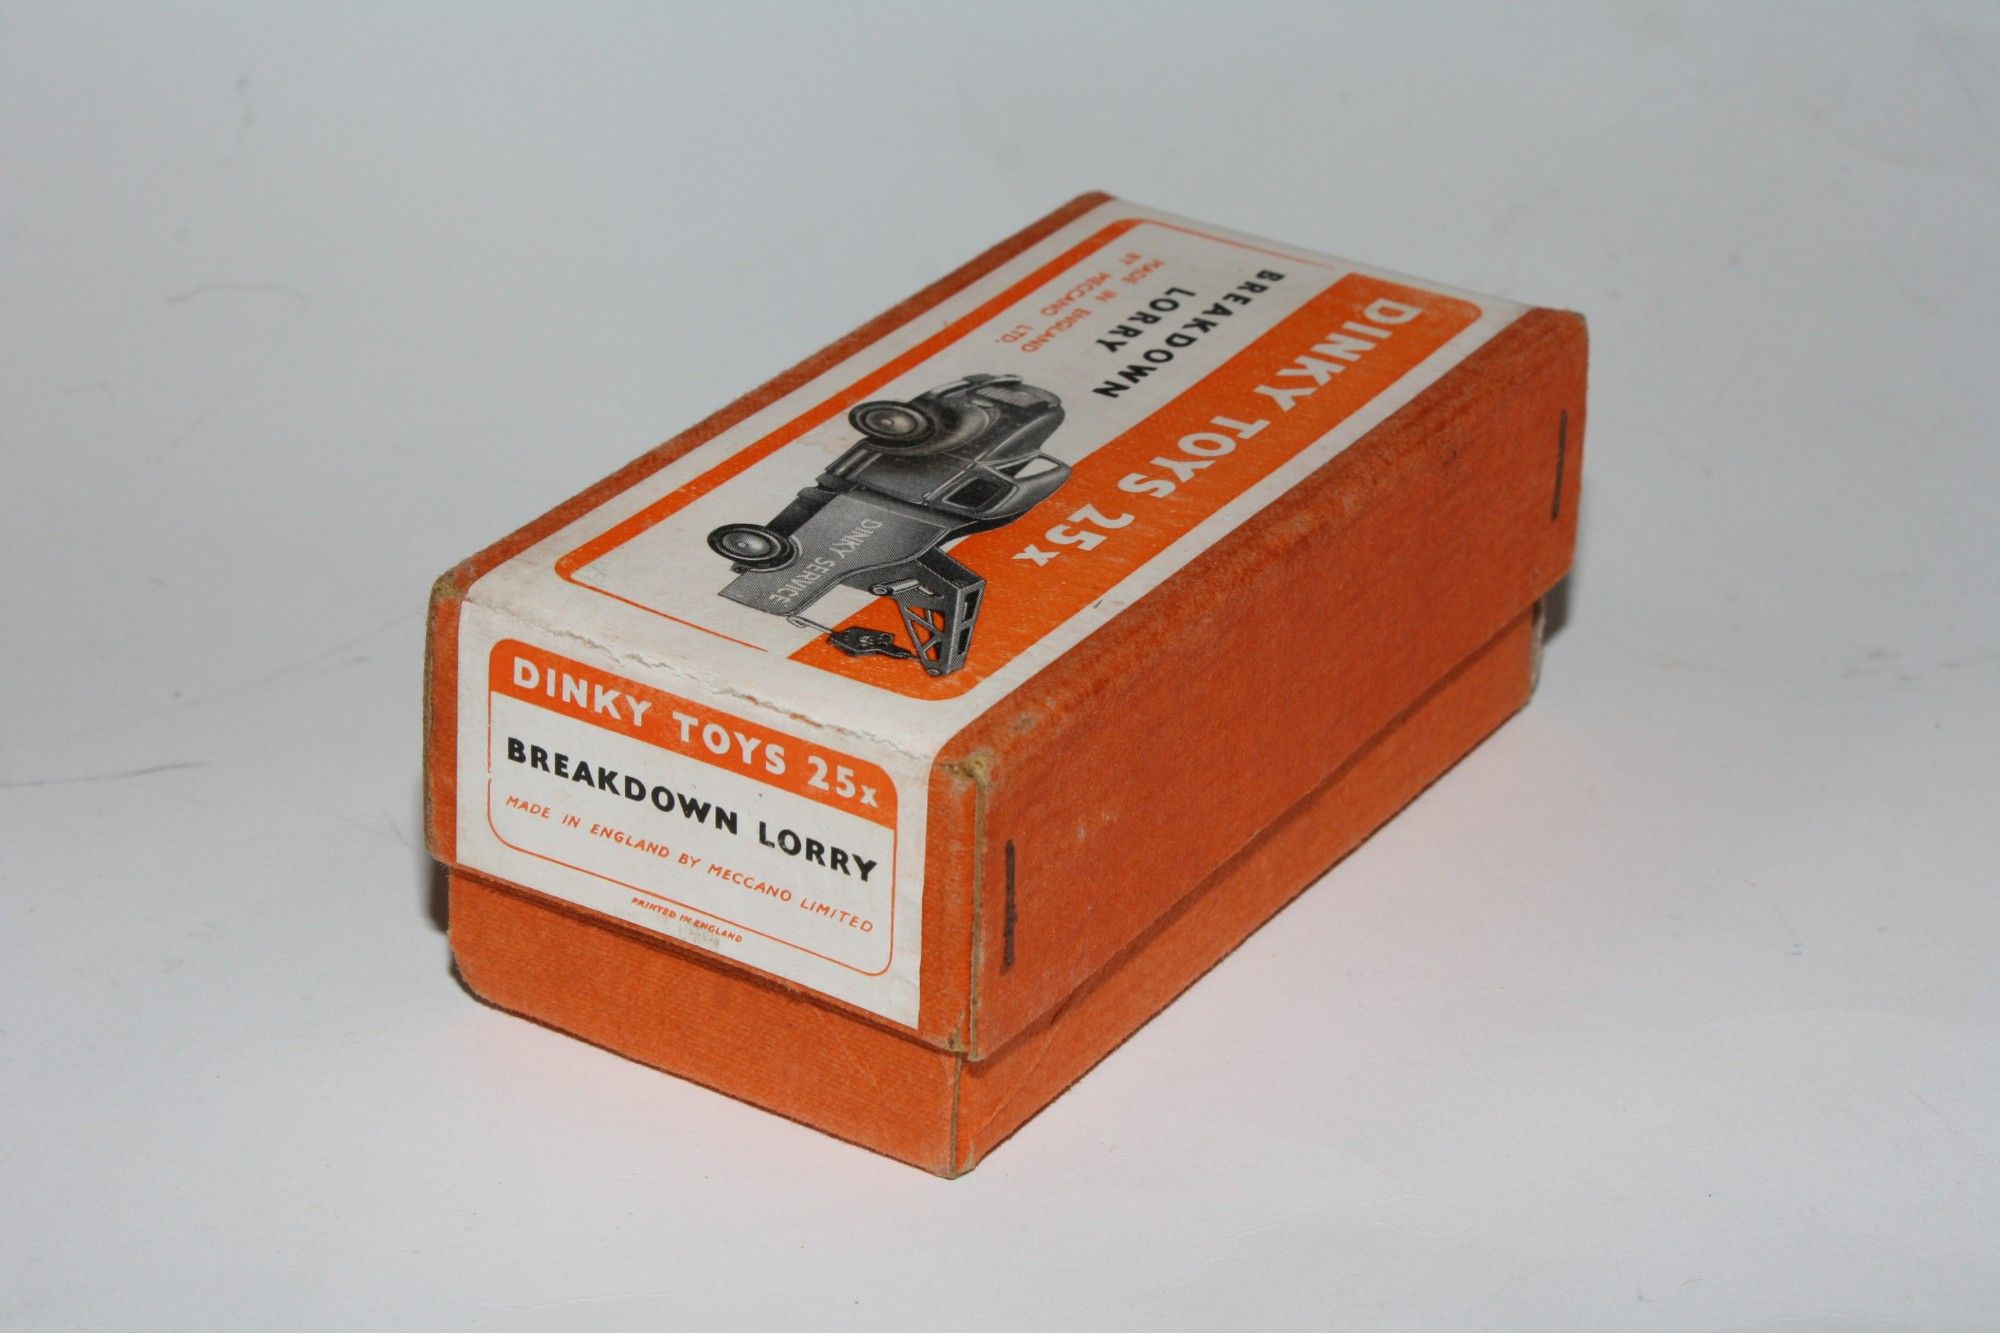 DINKY TOYS 25x
BREAKDOWN
LORRY
MADE IN ENGLAND
BY MECCANO LTD.
DINKY SERVICE
DINKY TOYS 25x
BREAKDOWN LORRY
MADE IN ENGLAND BY MECCANO LIMITED
PRINTED IN ENGLAND